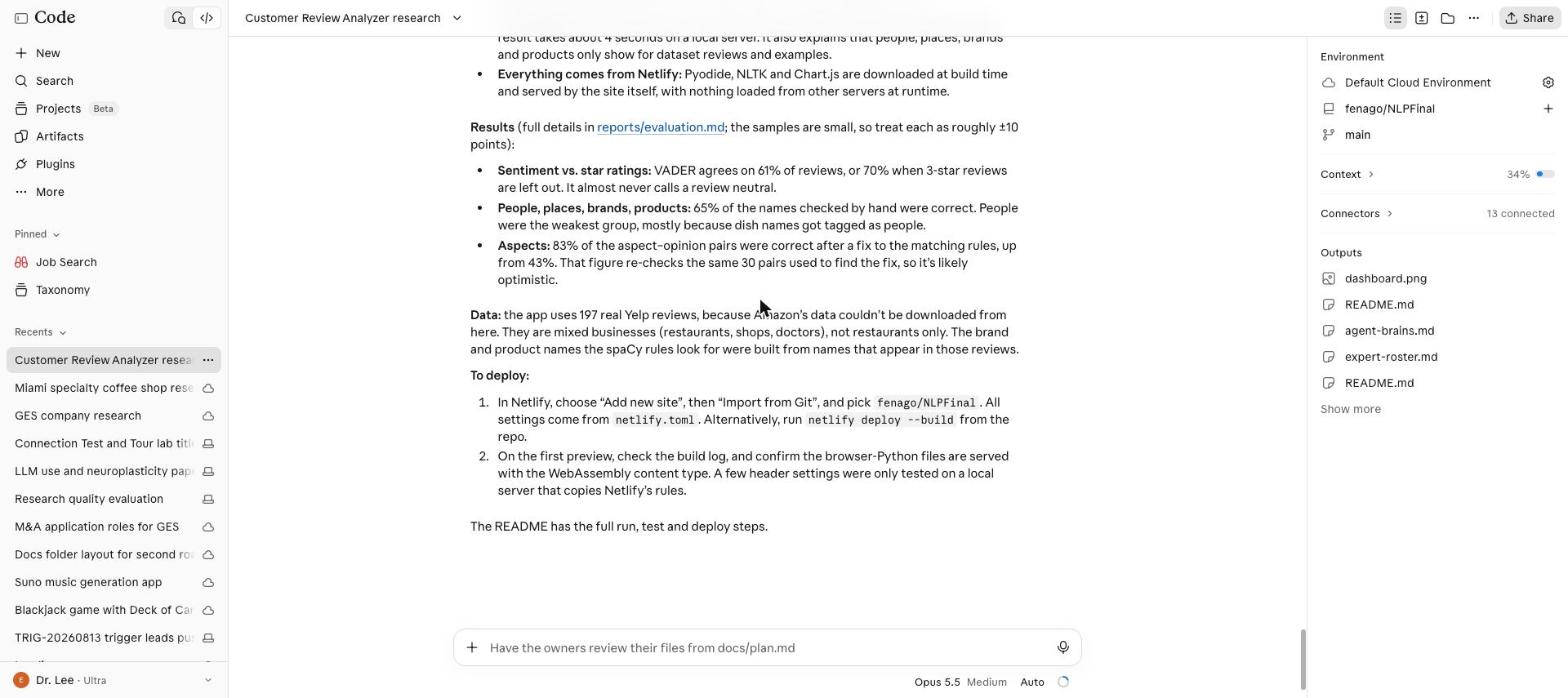 Code
Customer Review Analyzer research
Share
New
Search
Projects Beta
Artifacts
Plugins
More
Pinned
Job Search
Taxonomy
Recents
Customer Review Analyzer resea
Miami specialty coffee shop rese
GES company research
Connection Test and Tour lab titl
LLM use and neuroplasticity pap
Research quality evaluation
M&A application roles for GES
Docs folder layout for second ro
Suno music generation app
Blackjack game with Deck of Car
TRIG-20260813 trigger leads pu
E
Dr. Lee · Ultra
result takes about 4 seconds on a local server. It also explains that people, places, brands
and products only show for dataset reviews and examples.
• Everything comes from Netlify: Pyodide, NLTK and Chart.js are downloaded at build time
and served by the site itself, with nothing loaded from other servers at runtime.
Results (full details in reports/evaluation.md; the samples are small, so treat each as roughly ±10
points):
• Sentiment vs. star ratings: VADER agrees on 61% of reviews, or 70% when 3-star reviews
are left out. It almost never calls a review neutral.
• People, places, brands, products: 65% of the names checked by hand were correct. People
were the weakest group, mostly because dish names got tagged as people.
• Aspects: 83% of the aspect–opinion pairs were correct after a fix to the matching rules, up
from 43%. That figure re-checks the same 30 pairs used to find the fix, so it's likely
optimistic.
Data: the app uses 197 real Yelp reviews, because Amazon's data couldn't be downloaded from
here. They are mixed businesses (restaurants, shops, doctors), not restaurants only. The brand
and product names the spaCy rules look for were built from names that appear in those reviews.
To deploy:
1. In Netlify, choose “Add new site”, then “Import from Git”, and pick fenago/NLPFinal. All
settings come from netlify.toml. Alternatively, run netlify deploy --build from the
repo.
2. On the first preview, check the build log, and confirm the browser-Python files are served
with the WebAssembly content type. A few header settings were only tested on a local
server that copies Netlify's rules.
The README has the full run, test and deploy steps.
Have the owners review their files from docs/plan.md
Opus 5.5 Medium Auto
Environment
Default Cloud Environment
fenago/NLPFinal
main
Context 34%
Connectors 13 connected
Outputs
dashboard.png
README.md
agent-brains.md
expert-roster.md
README.md
Show more